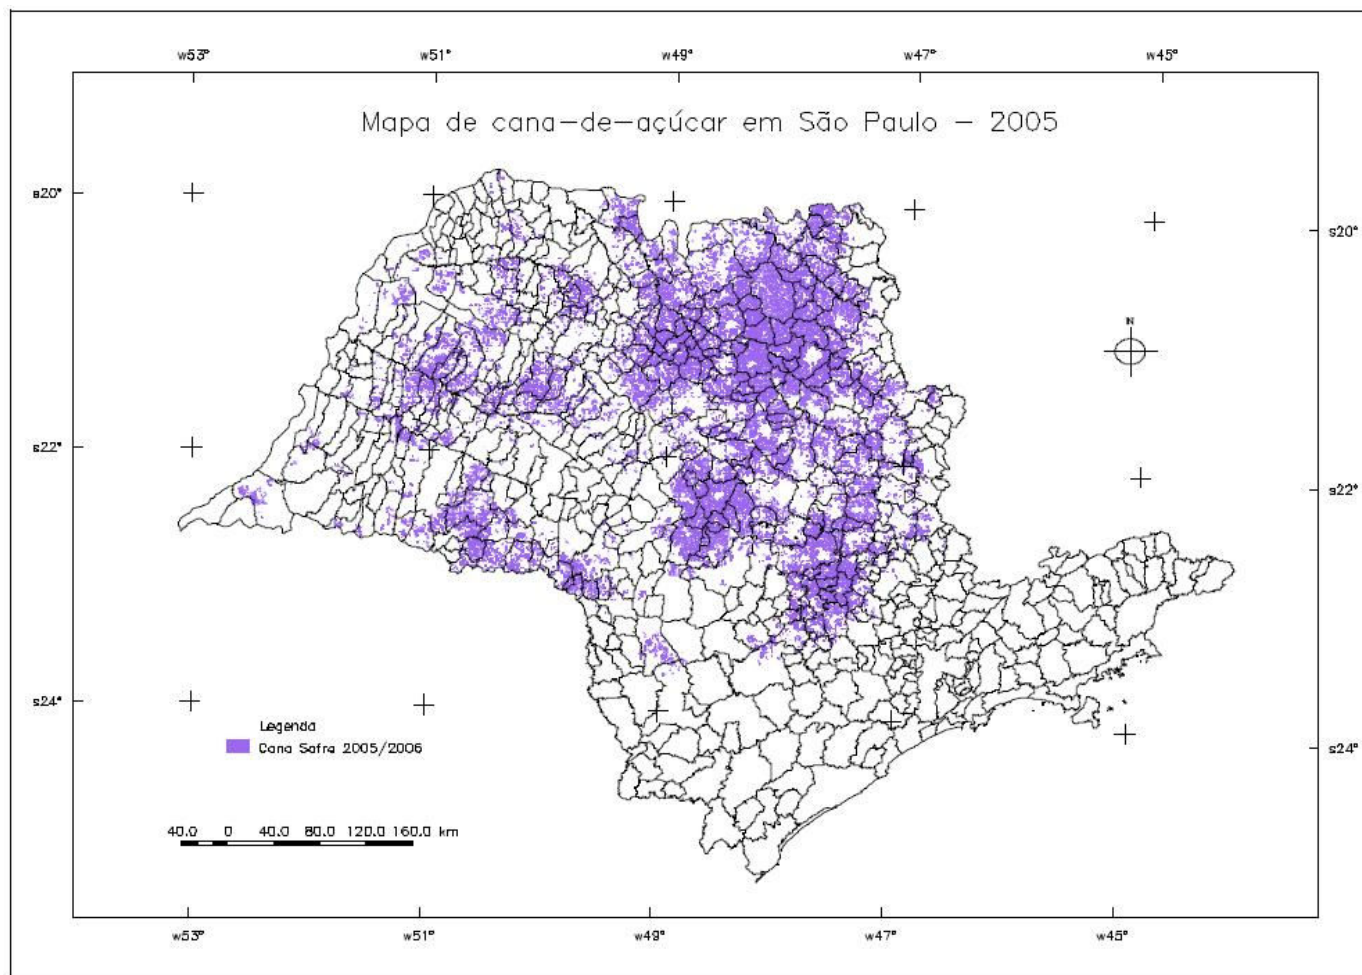 w53° w51° w49° w47° w45°
Mapa de cana-de-açúcar em São Paulo - 2005
s20°
s20°
N
s22°
s22°
s24°
Legenda
Cana Safra 2005/2006
s24°
40.0 0 40.0 80.0 120.0 160.0 km
w53° w51° w49° w47° w45°